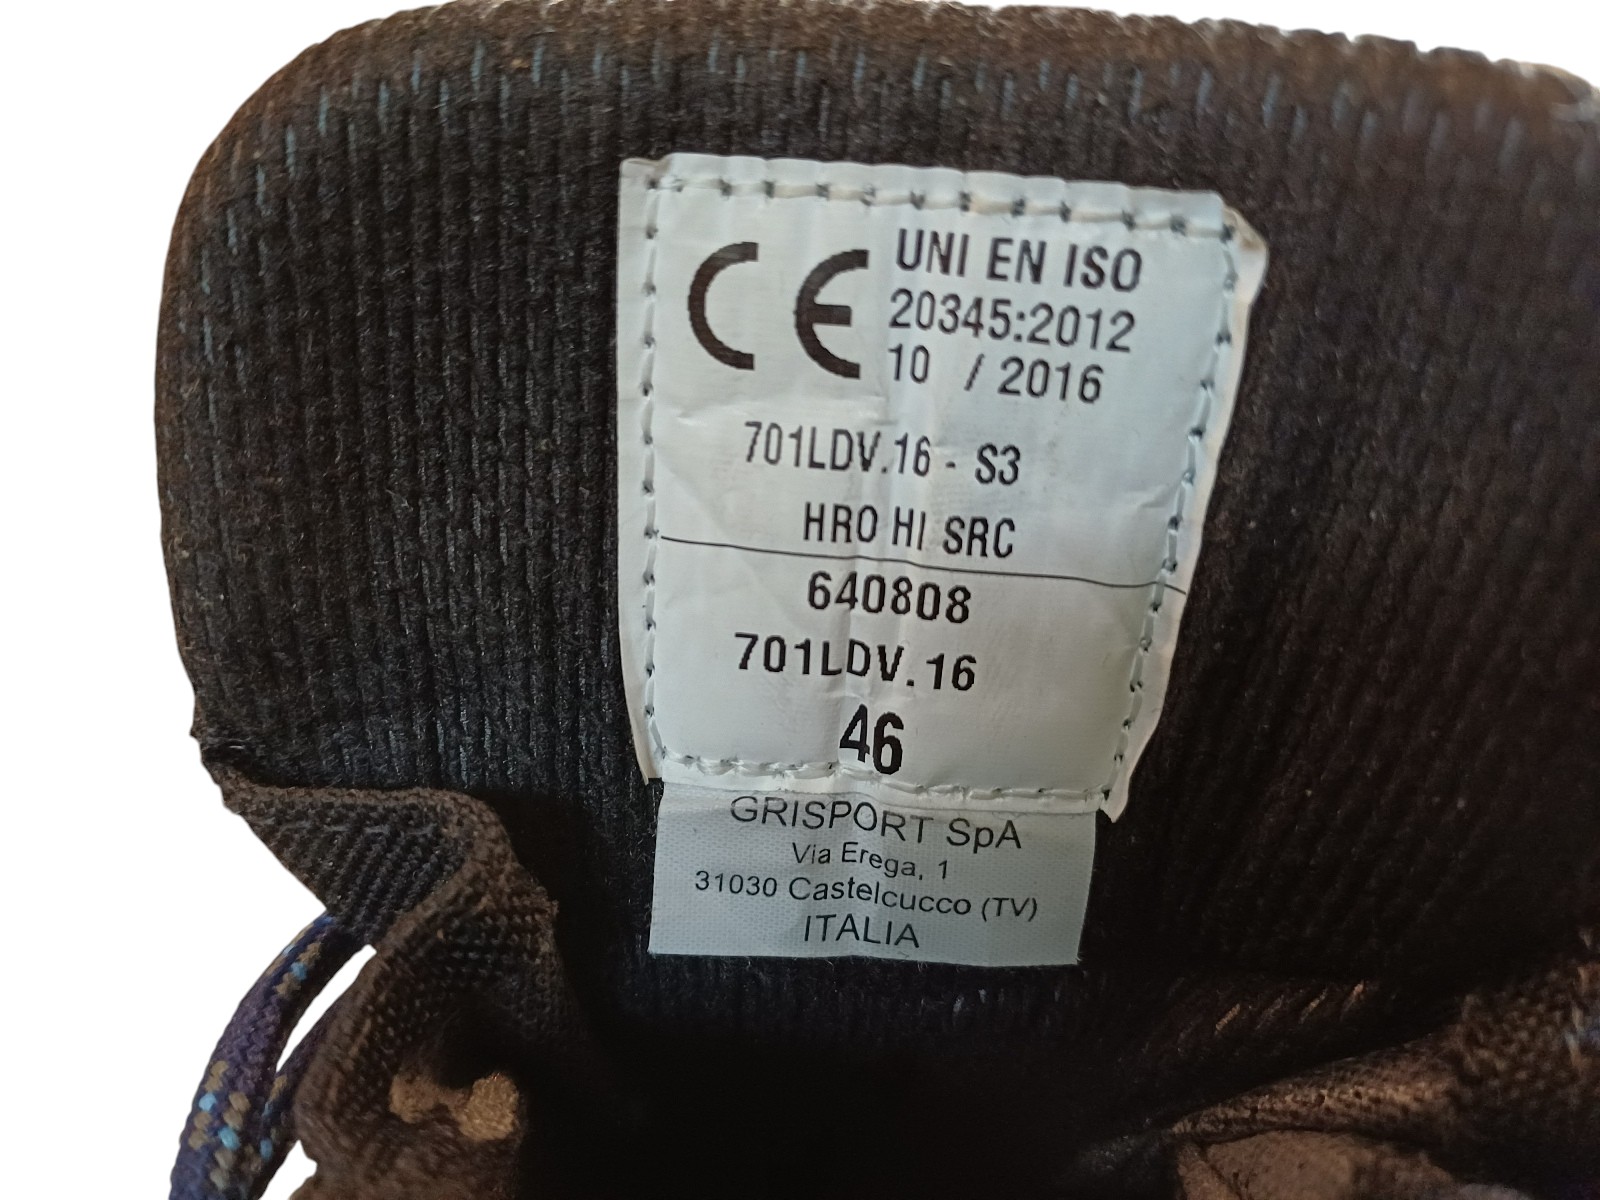 CE UNI EN ISO
20345:2012
10 / 2016
701LDV.16 - S3
HRO HI SRC
640808
701LDV.16
46
GRISPORT SpA
Via Erega, 1
31030 Castelcucco (TV)
ITALIA